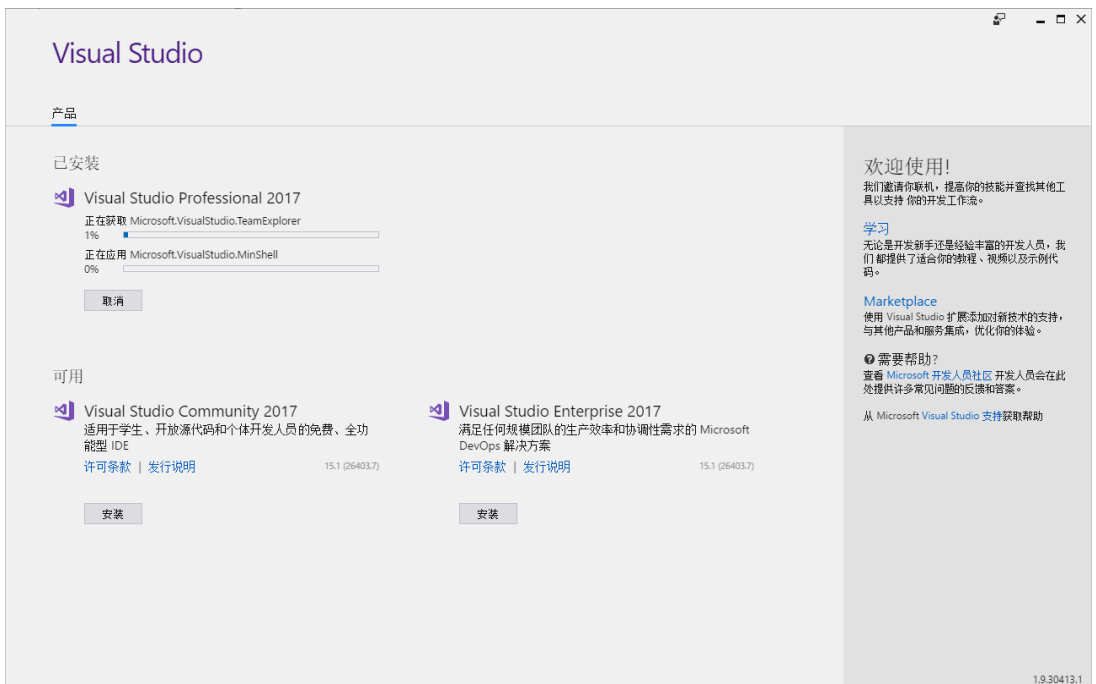 Visual Studio
产品
已安装
Visual Studio Professional 2017
正在获取 Microsoft.VisualStudio.TeamExplorer
1%
正在应用 Microsoft.VisualStudio.MinShell
0%
取消
可用
Visual Studio Community 2017
适用于学生、开放源代码和个体开发人员的免费、全功
能型 IDE
许可条款 | 发行说明
15.1 (26403.7)
安装
Visual Studio Enterprise 2017
满足任何规模团队的生产效率和协调性需求的 Microsoft
DevOps 解决方案
许可条款 | 发行说明
15.1 (26403.7)
安装
欢迎使用!
我们邀请你联机，提高你的技能并查找其他工
具以支持 你的开发工作流。
学习
无论是开发新手还是经验丰富的开发人员，我
们 都提供了适合你的教程、视频以及示例代
码。
Marketplace
使用 Visual Studio 扩展添加对新技术的支持，
与其他产品和服务集成，优化你的体验。
需要帮助?
查看 Microsoft 开发人员社区 开发人员会在此
处提供许多常见问题的反馈和答案。
从 Microsoft Visual Studio 支持获取帮助
1.9.30413.1